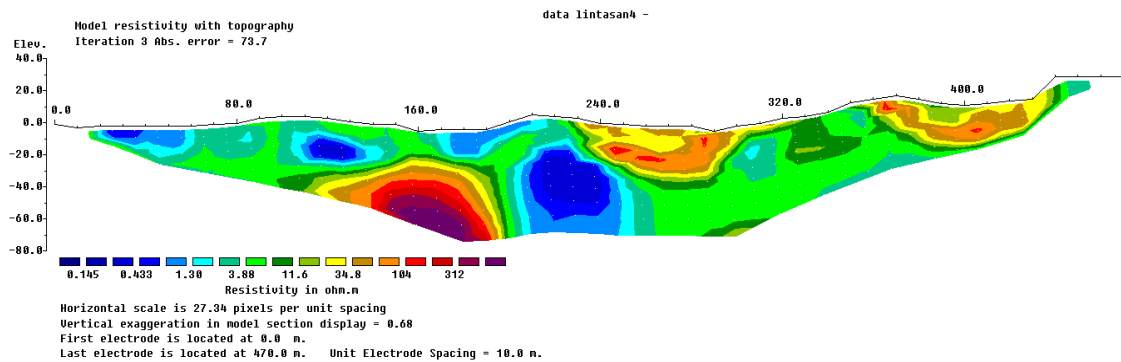 data lintasan4 -
Model resistivity with topography
Iteration 3 Abs. error = 73.7
Elev.
40.0
20.0
0.0
-20.0
-40.0
-60.0
-80.0
0.0 80.0 160.0 240.0 320.0 400.0
0.145 0.433 1.30 3.88 11.6 34.8 104 312
Resistivity in ohm.m
Horizontal scale is 27.34 pixels per unit spacing
Vertical exaggeration in model section display = 0.68
First electrode is located at 0.0 m.
Last electrode is located at 470.0 m. Unit Electrode Spacing = 10.0 m.